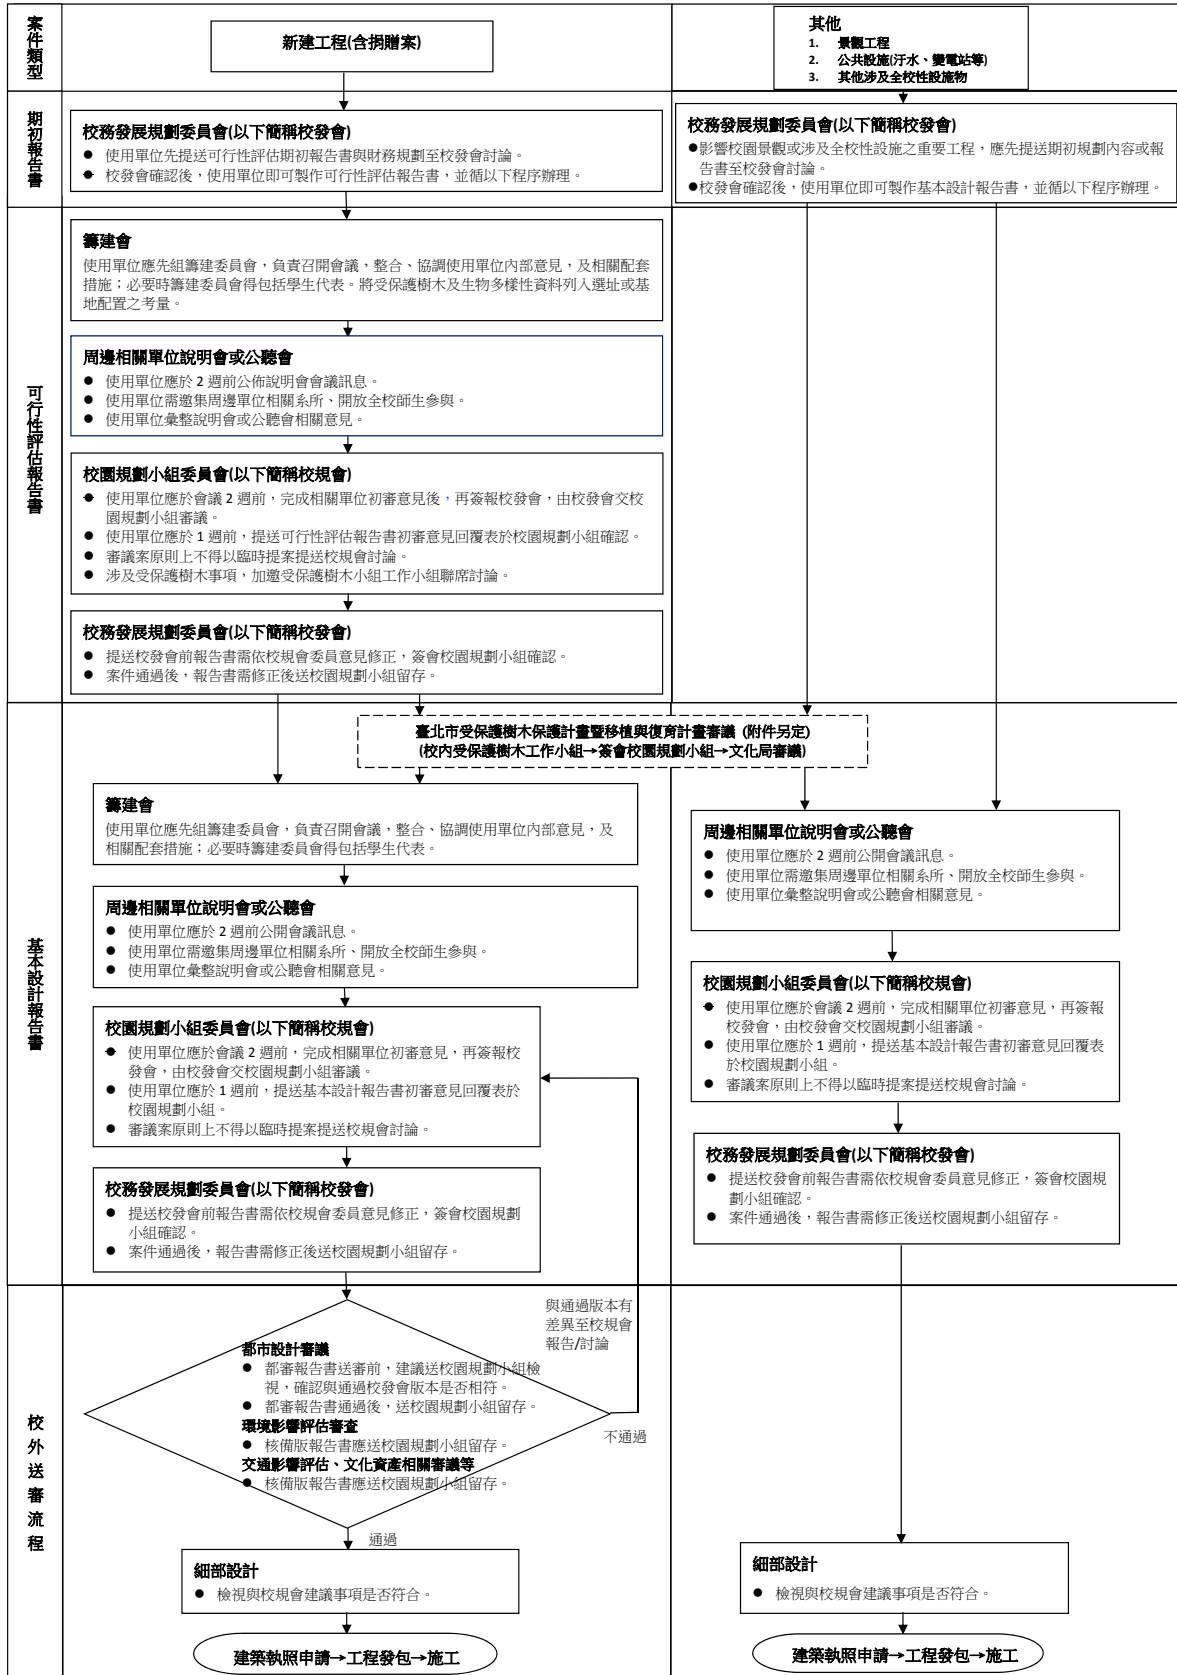 案件類型
新建工程(含捐贈案)
其他
1. 景觀工程
2. 公共設施(汙水、變電站等)
3. 其他涉及全校性設施物
期初報告書
校務發展規劃委員會(以下簡稱校發會)
● 使用單位先提送可行性評估期初報告書與財務規劃至校發會討論。
● 校發會確認後，使用單位即可製作可行性評估報告書，並循以下程序辦理。
校務發展規劃委員會(以下簡稱校發會)
●影響校園景觀或涉及全校性設施之重要工程，應先提送期初規劃內容或報
告書至校發會討論。
●校發會確認後，使用單位即可製作基本設計報告書，並循以下程序辦理。
可行性評估報告書
籌建會
使用單位應先組籌建委員會，負責召開會議，整合、協調使用單位內部意見，及相關配套
措施；必要時籌建委員會得包括學生代表。將受保護樹木及生物多樣性資料列入選址或基
地配置之考量。
周邊相關單位說明會或公聽會
● 使用單位應於 2 週前公佈說明會會議訊息。
● 使用單位需邀集周邊單位相關系所、開放全校師生參與。
● 使用單位彙整說明會或公聽會相關意見。
校園規劃小組委員會(以下簡稱校規會)
● 使用單位應於會議 2 週前，完成相關單位初審意見後，再簽報校發會，由校發會交校
園規劃小組審議。
● 使用單位應於 1 週前，提送可行性評估報告書初審意見回覆表於校園規劃小組確認。
● 審議案原則上不得以臨時提案提送校規會討論。
● 涉及受保護樹木事項，加邀受保護樹木小組工作小組聯席討論。
校務發展規劃委員會(以下簡稱校發會)
● 提送校發會前報告書需依校規會委員意見修正，簽會校園規劃小組確認。
● 案件通過後，報告書需修正後送校園規劃小組留存。
基本設計報告書
臺北市受保護樹木保護計畫暨移植與復育計畫審議 (附件另定)
(校內受保護樹木工作小組→簽會校園規劃小組→文化局審議)
籌建會
使用單位應先組籌建委員會，負責召開會議，整合、協調使用單位內部意見，及
相關配套措施；必要時籌建委員會得包括學生代表。
周邊相關單位說明會或公聽會
● 使用單位應於 2 週前公開會議訊息。
● 使用單位需邀集周邊單位相關系所、開放全校師生參與。
● 使用單位彙整說明會或公聽會相關意見。
校園規劃小組委員會(以下簡稱校規會)
● 使用單位應於會議 2 週前，完成相關單位初審意見，再簽報校
發會，由校發會交校園規劃小組審議。
● 使用單位應於 1 週前，提送基本設計報告書初審意見回覆表於
校園規劃小組。
● 審議案原則上不得以臨時提案提送校規會討論。
校務發展規劃委員會(以下簡稱校發會)
● 提送校發會前報告書需依校規會委員意見修正，簽會校園規劃
小組確認。
● 案件通過後，報告書需修正後送校園規劃小組留存。
周邊相關單位說明會或公聽會
● 使用單位應於 2 週前公開會議訊息。
● 使用單位需邀集周邊單位相關系所、開放全校師生參與。
● 使用單位彙整說明會或公聽會相關意見。
校園規劃小組委員會(以下簡稱校規會)
● 使用單位應於會議 2 週前，完成相關單位初審意見，再簽報
校發會，由校發會交校園規劃小組審議。
● 使用單位應於 1 週前，提送基本設計報告書初審意見回覆表
於校園規劃小組。
● 審議案原則上不得以臨時提案提送校規會討論。
校務發展規劃委員會(以下簡稱校發會)
● 提送校發會前報告書需依校規會委員意見修正，簽會校園規
劃小組確認。
● 案件通過後，報告書需修正後送校園規劃小組留存。
校外送審流程
與通過版本有
差異至校規會
報告/討論
都市設計審議
● 都審報告書送審前，建議送校園規劃小組檢
視，確認與通過校發會版本是否相符。
● 都審報告書通過後，送校園規劃小組留存。
環境影響評估審查
● 核備版報告書應送校園規劃小組留存。
交通影響評估、文化資產相關審議等
● 核備版報告書應送校園規劃小組留存。
不通過
通過
細部設計
● 檢視與校規會建議事項是否符合。
建築執照申請→工程發包→施工
細部設計
● 檢視與校規會建議事項是否符合。
建築執照申請→工程發包→施工